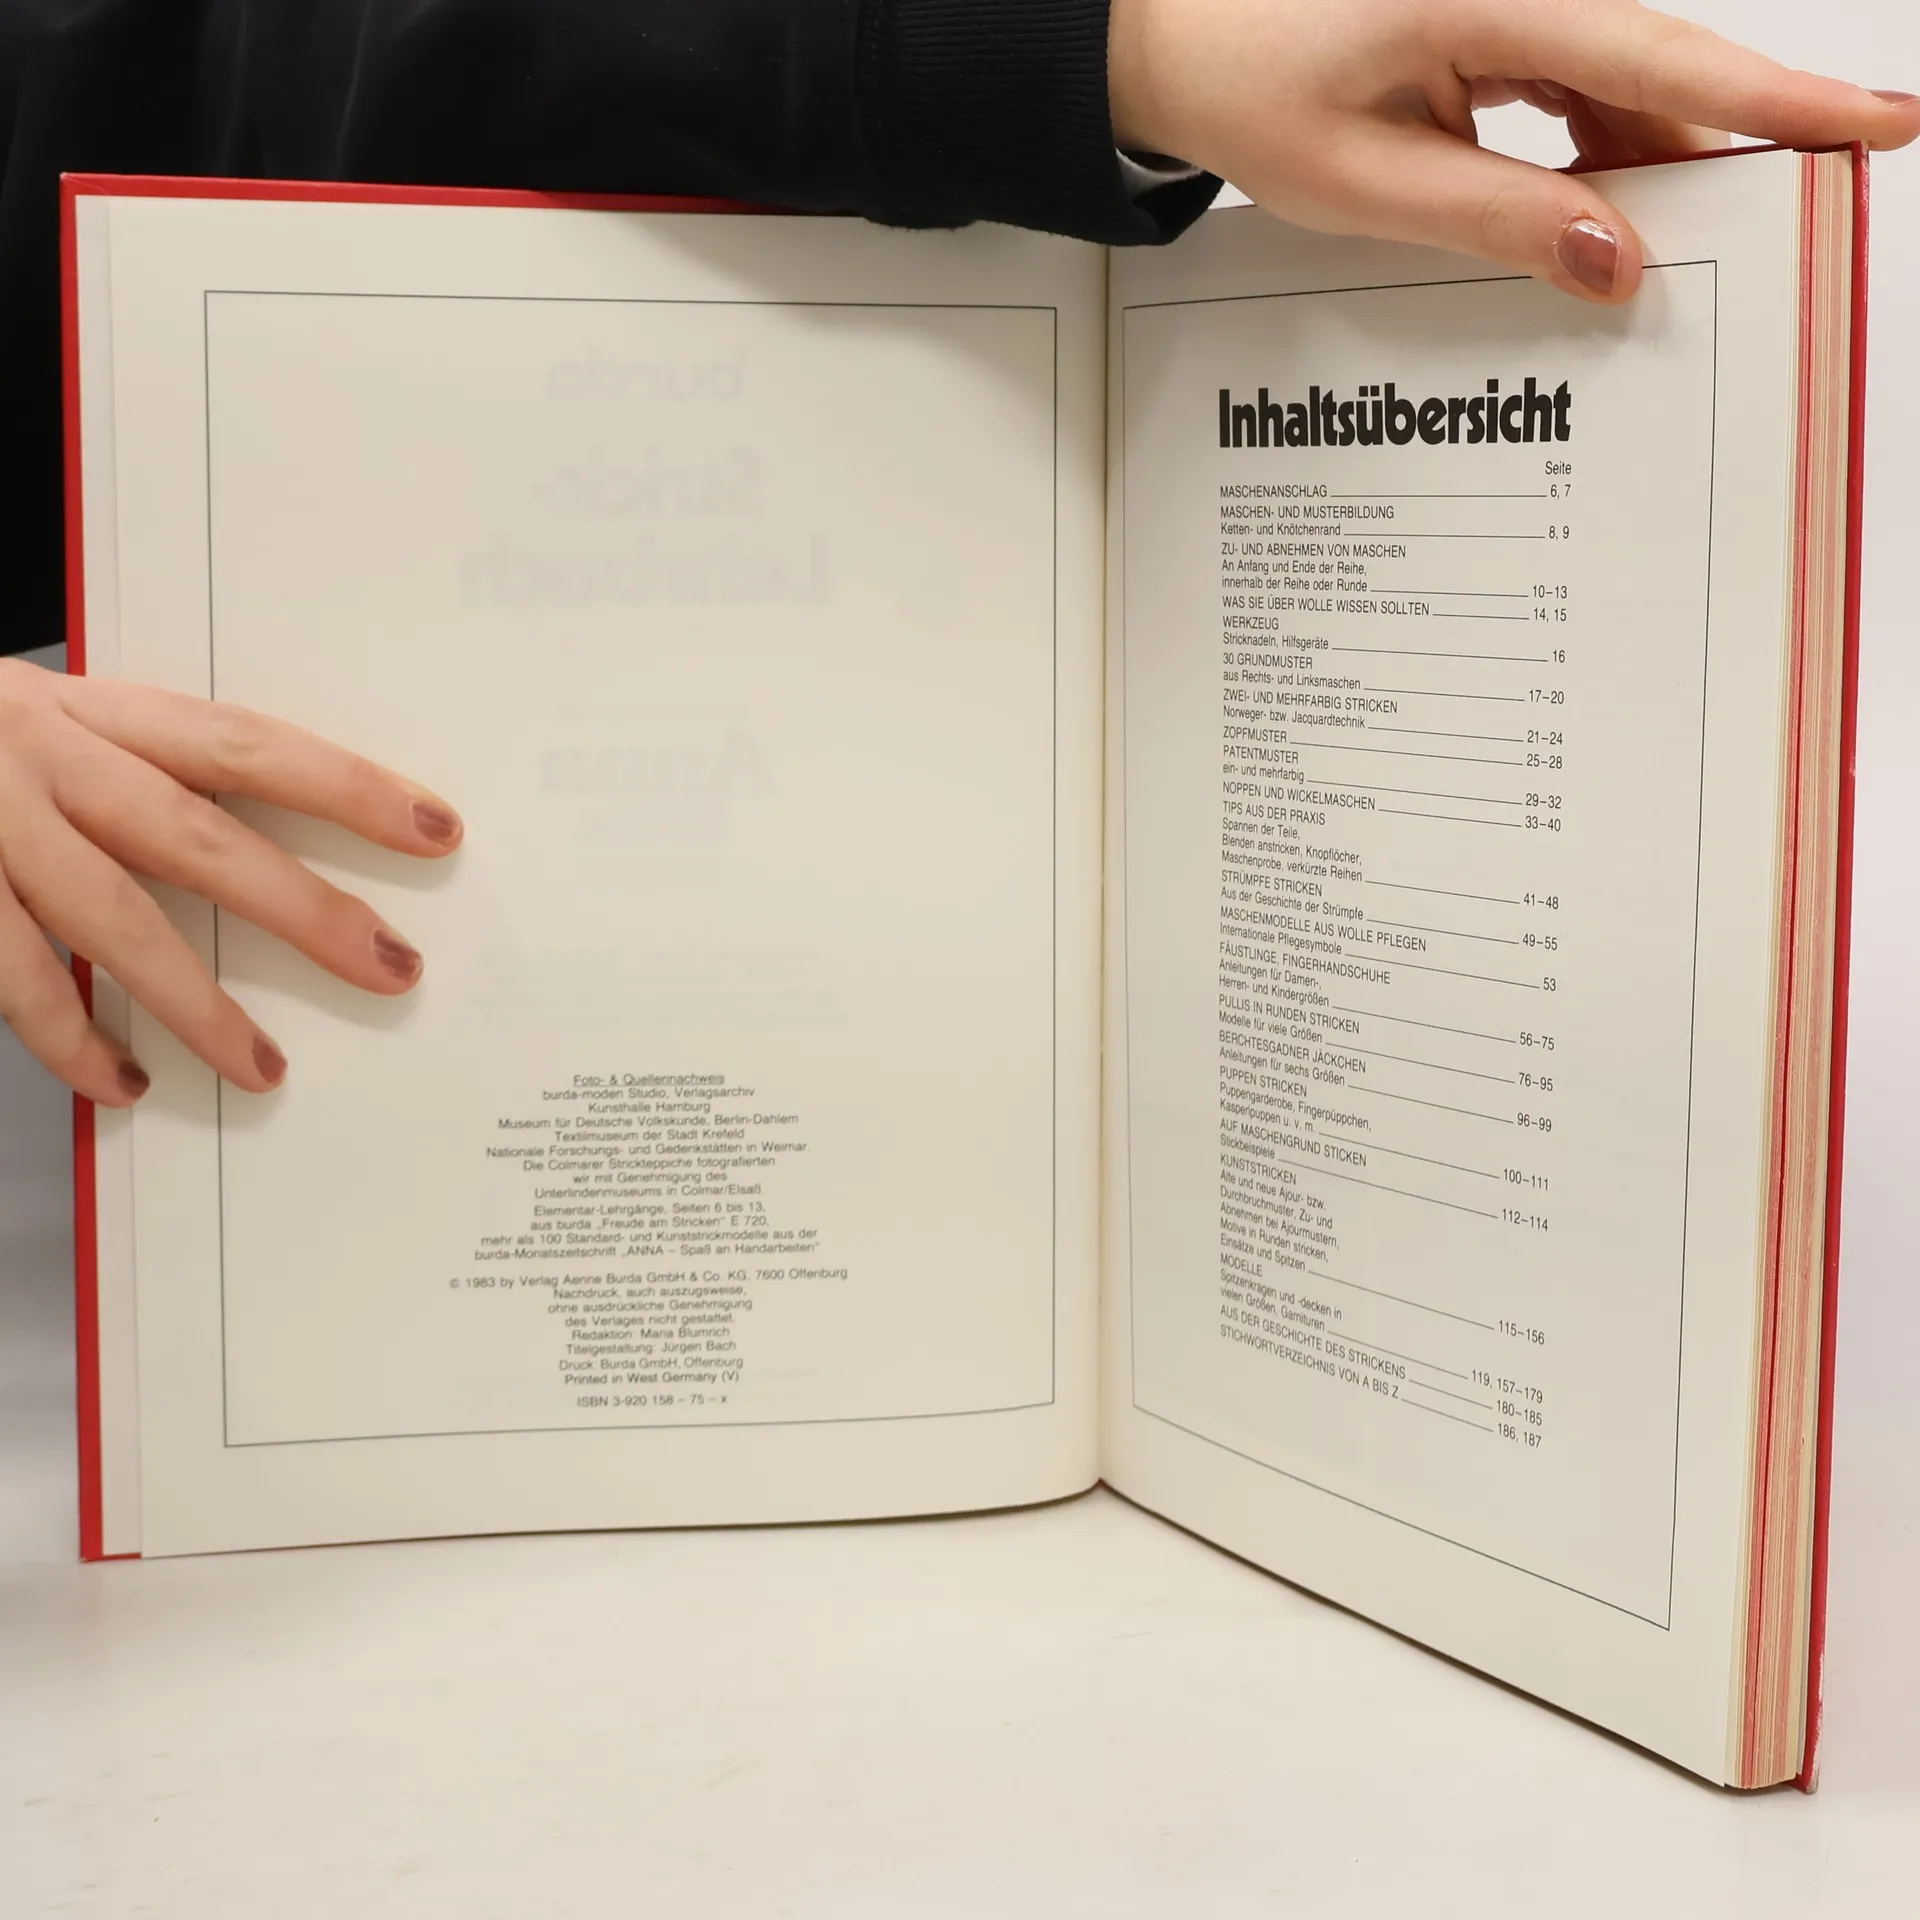 Foto- & Quellennachweis
burda-moden Studio, Verlagsarchiv
Kunsthalle Hamburg
Museum für Deutsche Volkskunde, Berlin-Dahlem
Textilmuseum der Stadt Krefeld
Nationale Forschungs- und Gedenkstätten in Weimar.
Die Colmarer Strickteppiche fotografierten
wir mit Genehmigung des
Unterlindenmuseums in Colmar/Elsaß.
Elementar-Lehrgänge, Seiten 6 bis 13,
aus burda „Freude am Stricken" E 720,
mehr als 100 Standard- und Kunststrickmodelle aus der
burda-Monatszeitschrift „ANNA – Spaß an Handarbeiten"
© 1983 by Verlag Aenne Burda GmbH & Co. KG, 7600 Offenburg
Nachdruck, auch auszugsweise,
ohne ausdrückliche Genehmigung
des Verlages nicht gestattet.
Redaktion: Maria Blumrich
Titelgestaltung: Jürgen Bach
Druck: Burda GmbH, Offenburg
Printed in West Germany (V)
ISBN 3-920 158 – 75 – x
Inhaltsübersicht
Seite
MASCHENANSCHLAG 6, 7
MASCHEN- UND MUSTERBILDUNG
Ketten- und Knötchenrand 8, 9
ZU- UND ABNEHMEN VON MASCHEN
An Anfang und Ende der Reihe,
innerhalb der Reihe oder Runde 10–13
WAS SIE ÜBER WOLLE WISSEN SOLLTEN 14, 15
WERKZEUG
Stricknadeln, Hilfsgeräte 16
30 GRUNDMUSTER
aus Rechts- und Linksmaschen 17–20
ZWEI- UND MEHRFARBIG STRICKEN
Norweger- bzw. Jacquardtechnik 21–24
ZOPFMUSTER 25–28
PATENTMUSTER
ein- und mehrfarbig 29–32
NOPPEN UND WICKELMASCHEN 33–40
TIPS AUS DER PRAXIS
Spannen der Teile,
Blenden anstricken, Knopflöcher,
Maschenprobe, verkürzte Reihen 41–48
STRÜMPFE STRICKEN
Aus der Geschichte der Strümpfe 49–55
MASCHENMODELLE AUS WOLLE PFLEGEN
Internationale Pflegesymbole 53
FÄUSTLINGE, FINGERHANDSCHUHE
Anleitungen für Damen-,
Herren- und Kindergrößen 56–75
PULLIS IN RUNDEN STRICKEN
Modelle für viele Größen 76–95
BERCHTESGADNER JÄCKCHEN
Anleitungen für sechs Größen 96–99
PUPPEN STRICKEN
Puppengarderobe, Fingerpüppchen,
Kasperlpuppen u. v. m. 100–111
AUF MASCHENGRUND STICKEN
Stickbeispiele 112–114
KUNSTSTRICKEN
Alte und neue Ajour- bzw.
Durchbruchmuster, Zu- und
Abnehmen bei Ajourmustern,
Motive in Runden stricken,
Einsätze und Spitzen 115–156
MODELLE
Spitzenkragen und -decken in
vielen Größen, Garnituren 119, 157–179
AUS DER GESCHICHTE DES STRICKENS 180–185
STICHWORTVERZEICHNIS VON A BIS Z 186, 187